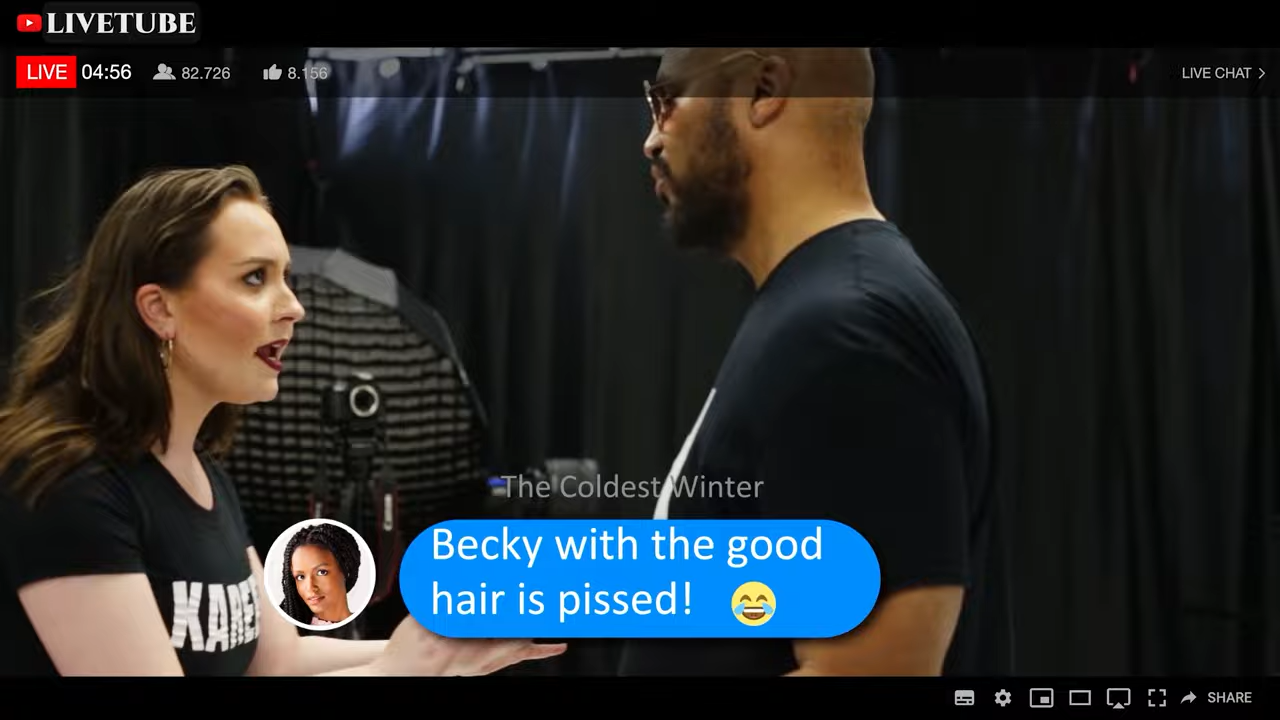 LIVETUBE
LIVE 04:56 82.726 8.156 LIVE CHAT
The Coldest Winter
Becky with the good
hair is pissed! 😂
KAREN
SHARE